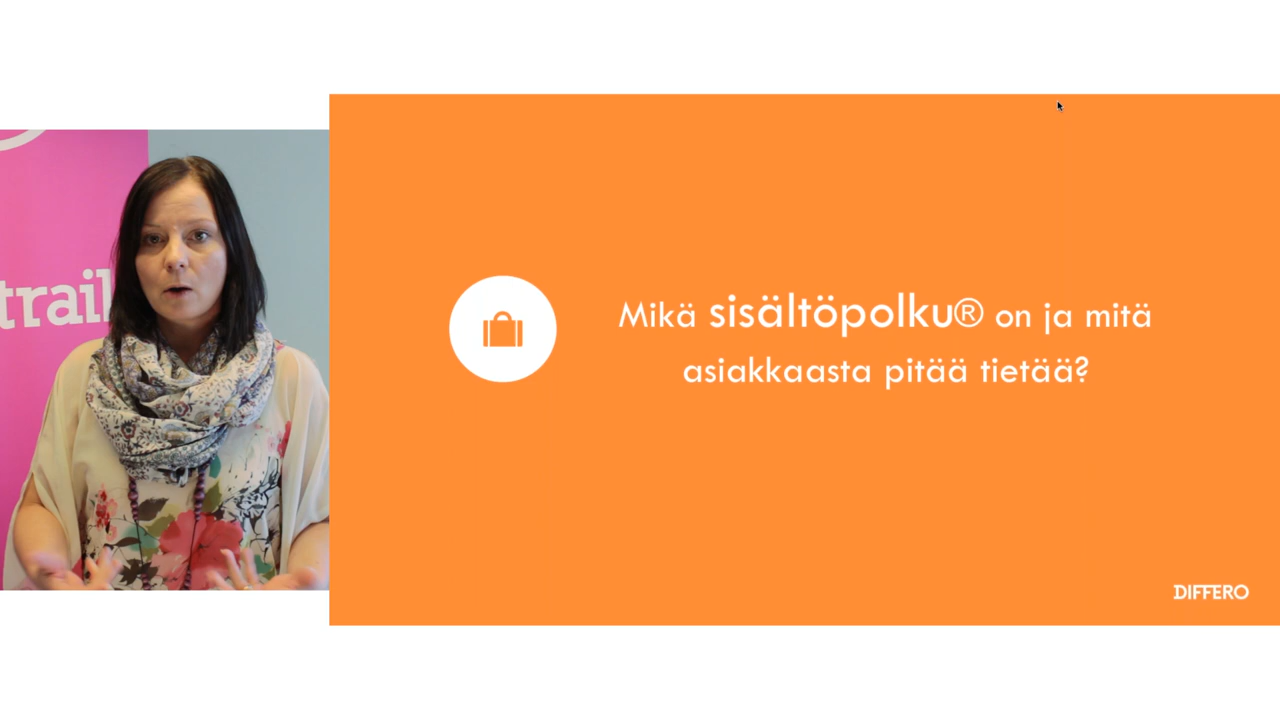 trail
Mikä sisältöpolku® on ja mitä
asiakkaasta pitää tietää?
DIFFERO